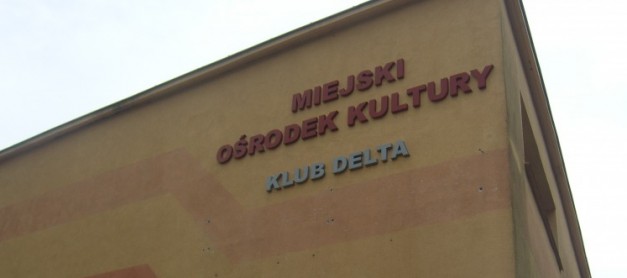 MIEJSKI
OŚRODEK KULTURY
KLUB DELTA